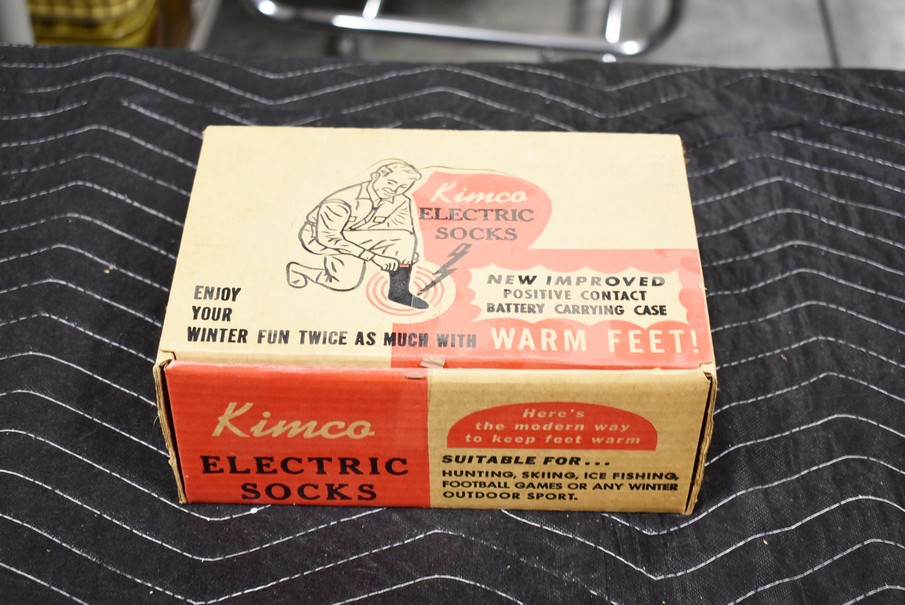 Kimco
ELECTRIC
SOCKS
NEW IMPROVED
POSITIVE CONTACT
BATTERY CARRYING CASE
ENJOY
YOUR
WINTER FUN TWICE AS MUCH WITH WARM FEET!
Kimco
ELECTRIC
SOCKS
Here's
the modern way
to keep feet warm
SUITABLE FOR...
HUNTING, SKIING, ICE FISHING,
FOOTBALL GAMES OR ANY WINTER
OUTDOOR SPORT.